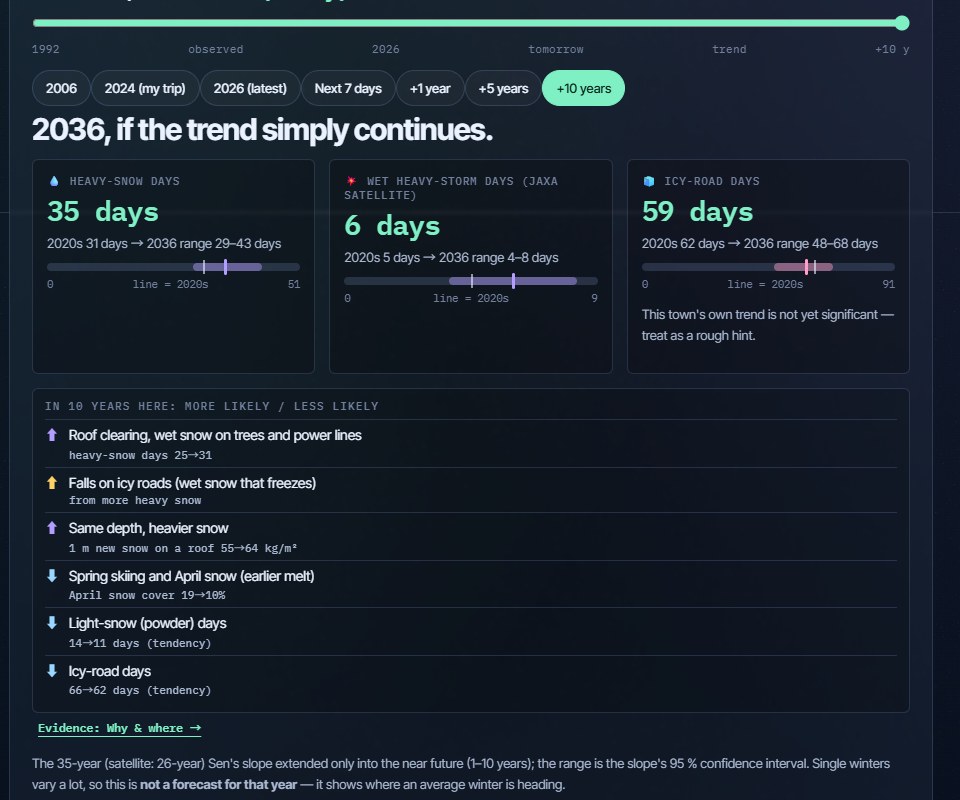 1992 observed 2026 tomorrow trend +10 y
2006 2024 (my trip) 2026 (latest) Next 7 days +1 year +5 years +10 years
2036, if the trend simply continues.
HEAVY-SNOW DAYS
35 days
2020s 31 days → 2036 range 29–43 days
0 line = 2020s 51
WET HEAVY-STORM DAYS (JAXA
SATELLITE)
6 days
2020s 5 days → 2036 range 4–8 days
0 line = 2020s 9
ICY-ROAD DAYS
59 days
2020s 62 days → 2036 range 48–68 days
0 line = 2020s 91
This town's own trend is not yet significant —
treat as a rough hint.
IN 10 YEARS HERE: MORE LIKELY / LESS LIKELY
Roof clearing, wet snow on trees and power lines
heavy-snow days 25→31
Falls on icy roads (wet snow that freezes)
from more heavy snow
Same depth, heavier snow
1 m new snow on a roof 55→64 kg/m²
Spring skiing and April snow (earlier melt)
April snow cover 19→10%
Light-snow (powder) days
14→11 days (tendency)
Icy-road days
66→62 days (tendency)
Evidence: Why & where →
The 35-year (satellite: 26-year) Sen's slope extended only into the near future (1–10 years); the range is the slope's 95 % confidence interval. Single winters
vary a lot, so this is not a forecast for that year — it shows where an average winter is heading.